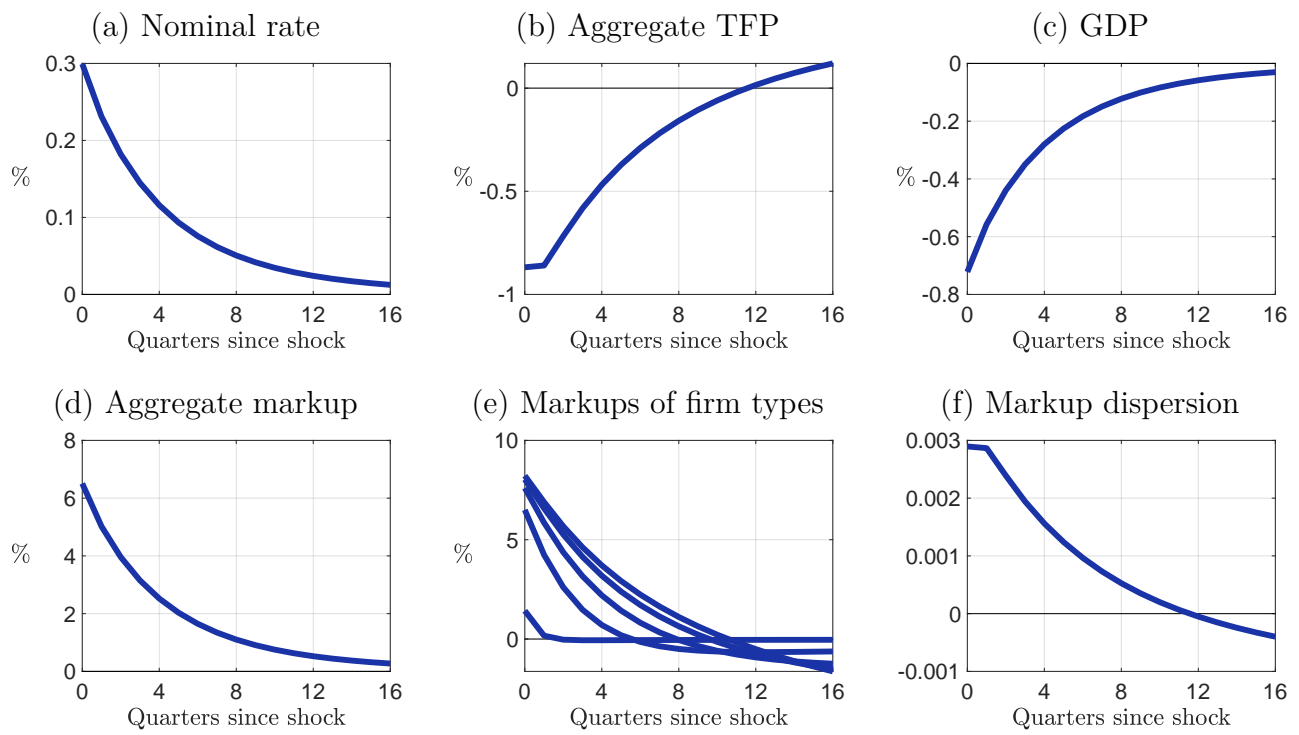 (a) Nominal rate
0.3
0.2
%
0.1
0
0 4 8 12 16
Quarters since shock
(b) Aggregate TFP
0
%
-0.5
-1
0 4 8 12 16
Quarters since shock
(c) GDP
0
-0.2
%
-0.4
-0.6
-0.8
0 4 8 12 16
Quarters since shock
(d) Aggregate markup
8
6
%
4
2
0
0 4 8 12 16
Quarters since shock
(e) Markups of firm types
10
%
5
0
0 4 8 12 16
Quarters since shock
(f) Markup dispersion
0.003
0.002
0.001
0
-0.001
0 4 8 12 16
Quarters since shock